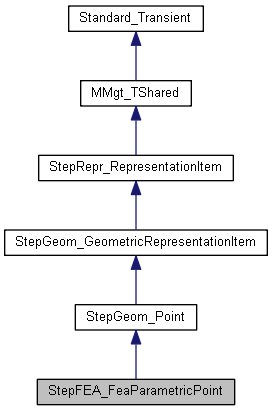 Standard_Transient
MMgt_TShared
StepRepr_RepresentationItem
StepGeom_GeometricRepresentationItem
StepGeom_Point
StepFEA_FeaParametricPoint